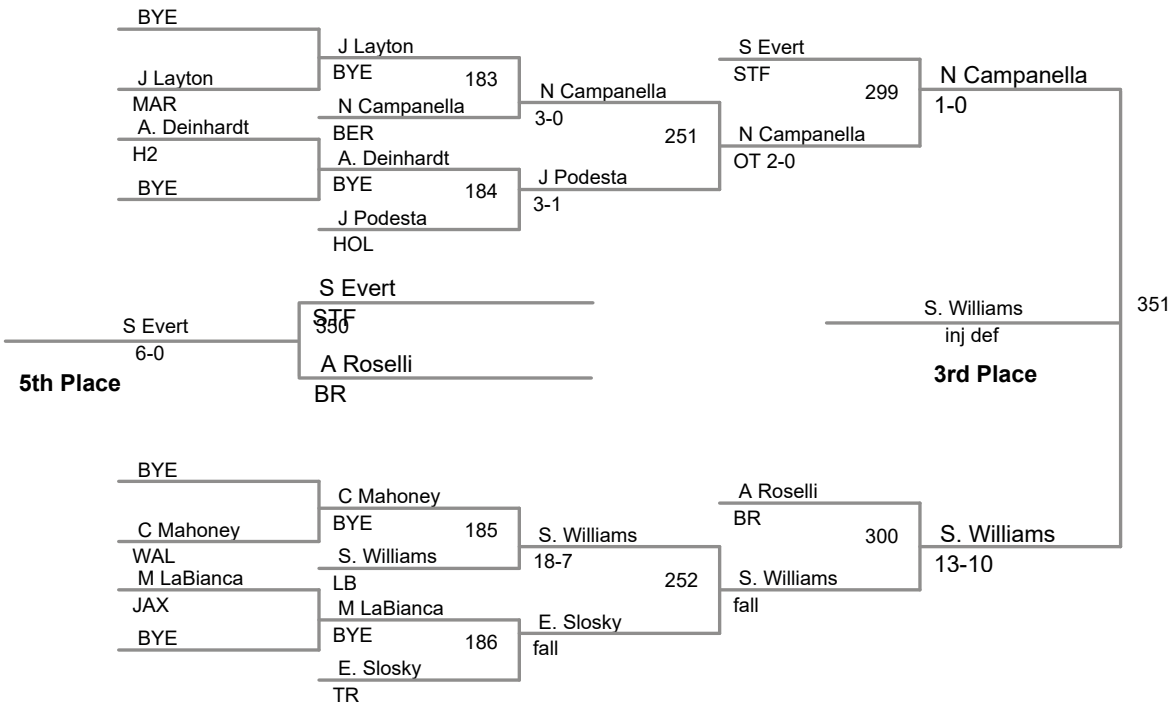 BYE
J Layton
S Evert
BYE
STF
N Campanella
J Layton
183
N Campanella
299
MAR
N Campanella
3-0
1-0
A. Deinhardt
BER
251
N Campanella
H2
A. Deinhardt
OT 2-0
BYE
BYE
184
J Podesta
J Podesta
3-1
HOL
S Evert
STF
351
S Evert
350
S. Williams
6-0
inj def
A Roselli
5th Place
3rd Place
BR
BYE
C Mahoney
A Roselli
BYE
BR
C Mahoney
185
S. Williams
300
S. Williams
WAL
S. Williams
18-7
13-10
M LaBianca
LB
252
S. Williams
JAX
M LaBianca
fall
BYE
BYE
186
E. Slosky
E. Slosky
fall
TR